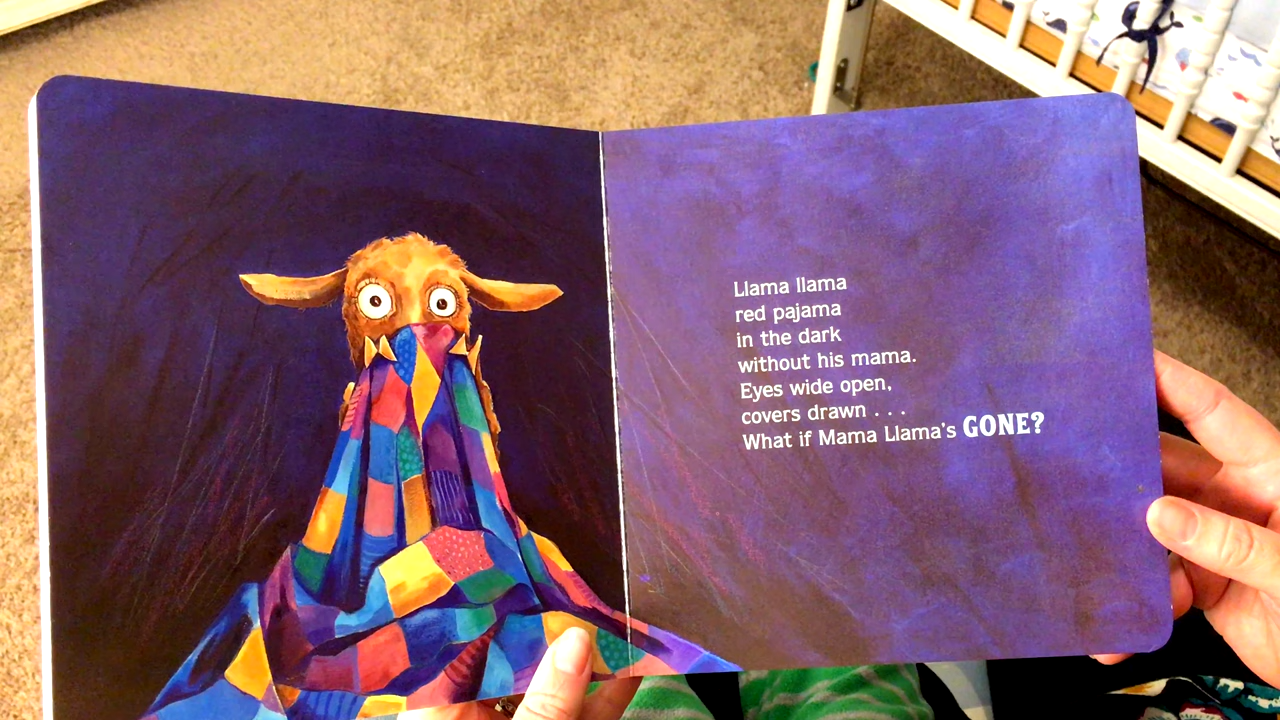 Llama llama
red pajama
in the dark
without his mama.
Eyes wide open,
covers drawn . . .
What if Mama Llama's GONE?